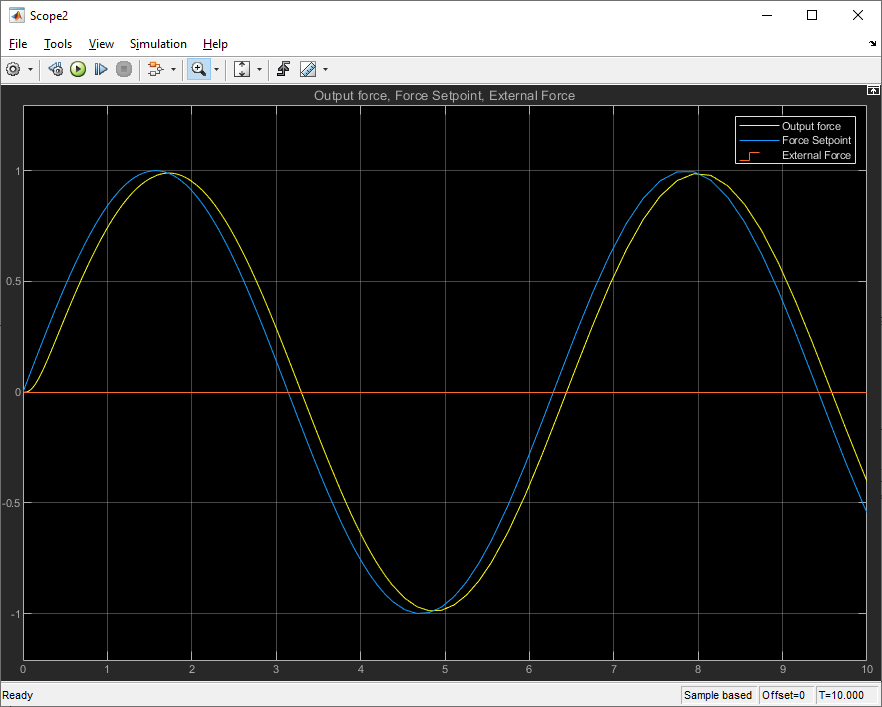 Scope2
File Tools View Simulation Help
Output force, Force Setpoint, External Force
Output force
Force Setpoint
External Force
1
0.5
0
-0.5
-1
0 1 2 3 4 5 6 7 8 9 10
Ready Sample based Offset=0 T=10.000